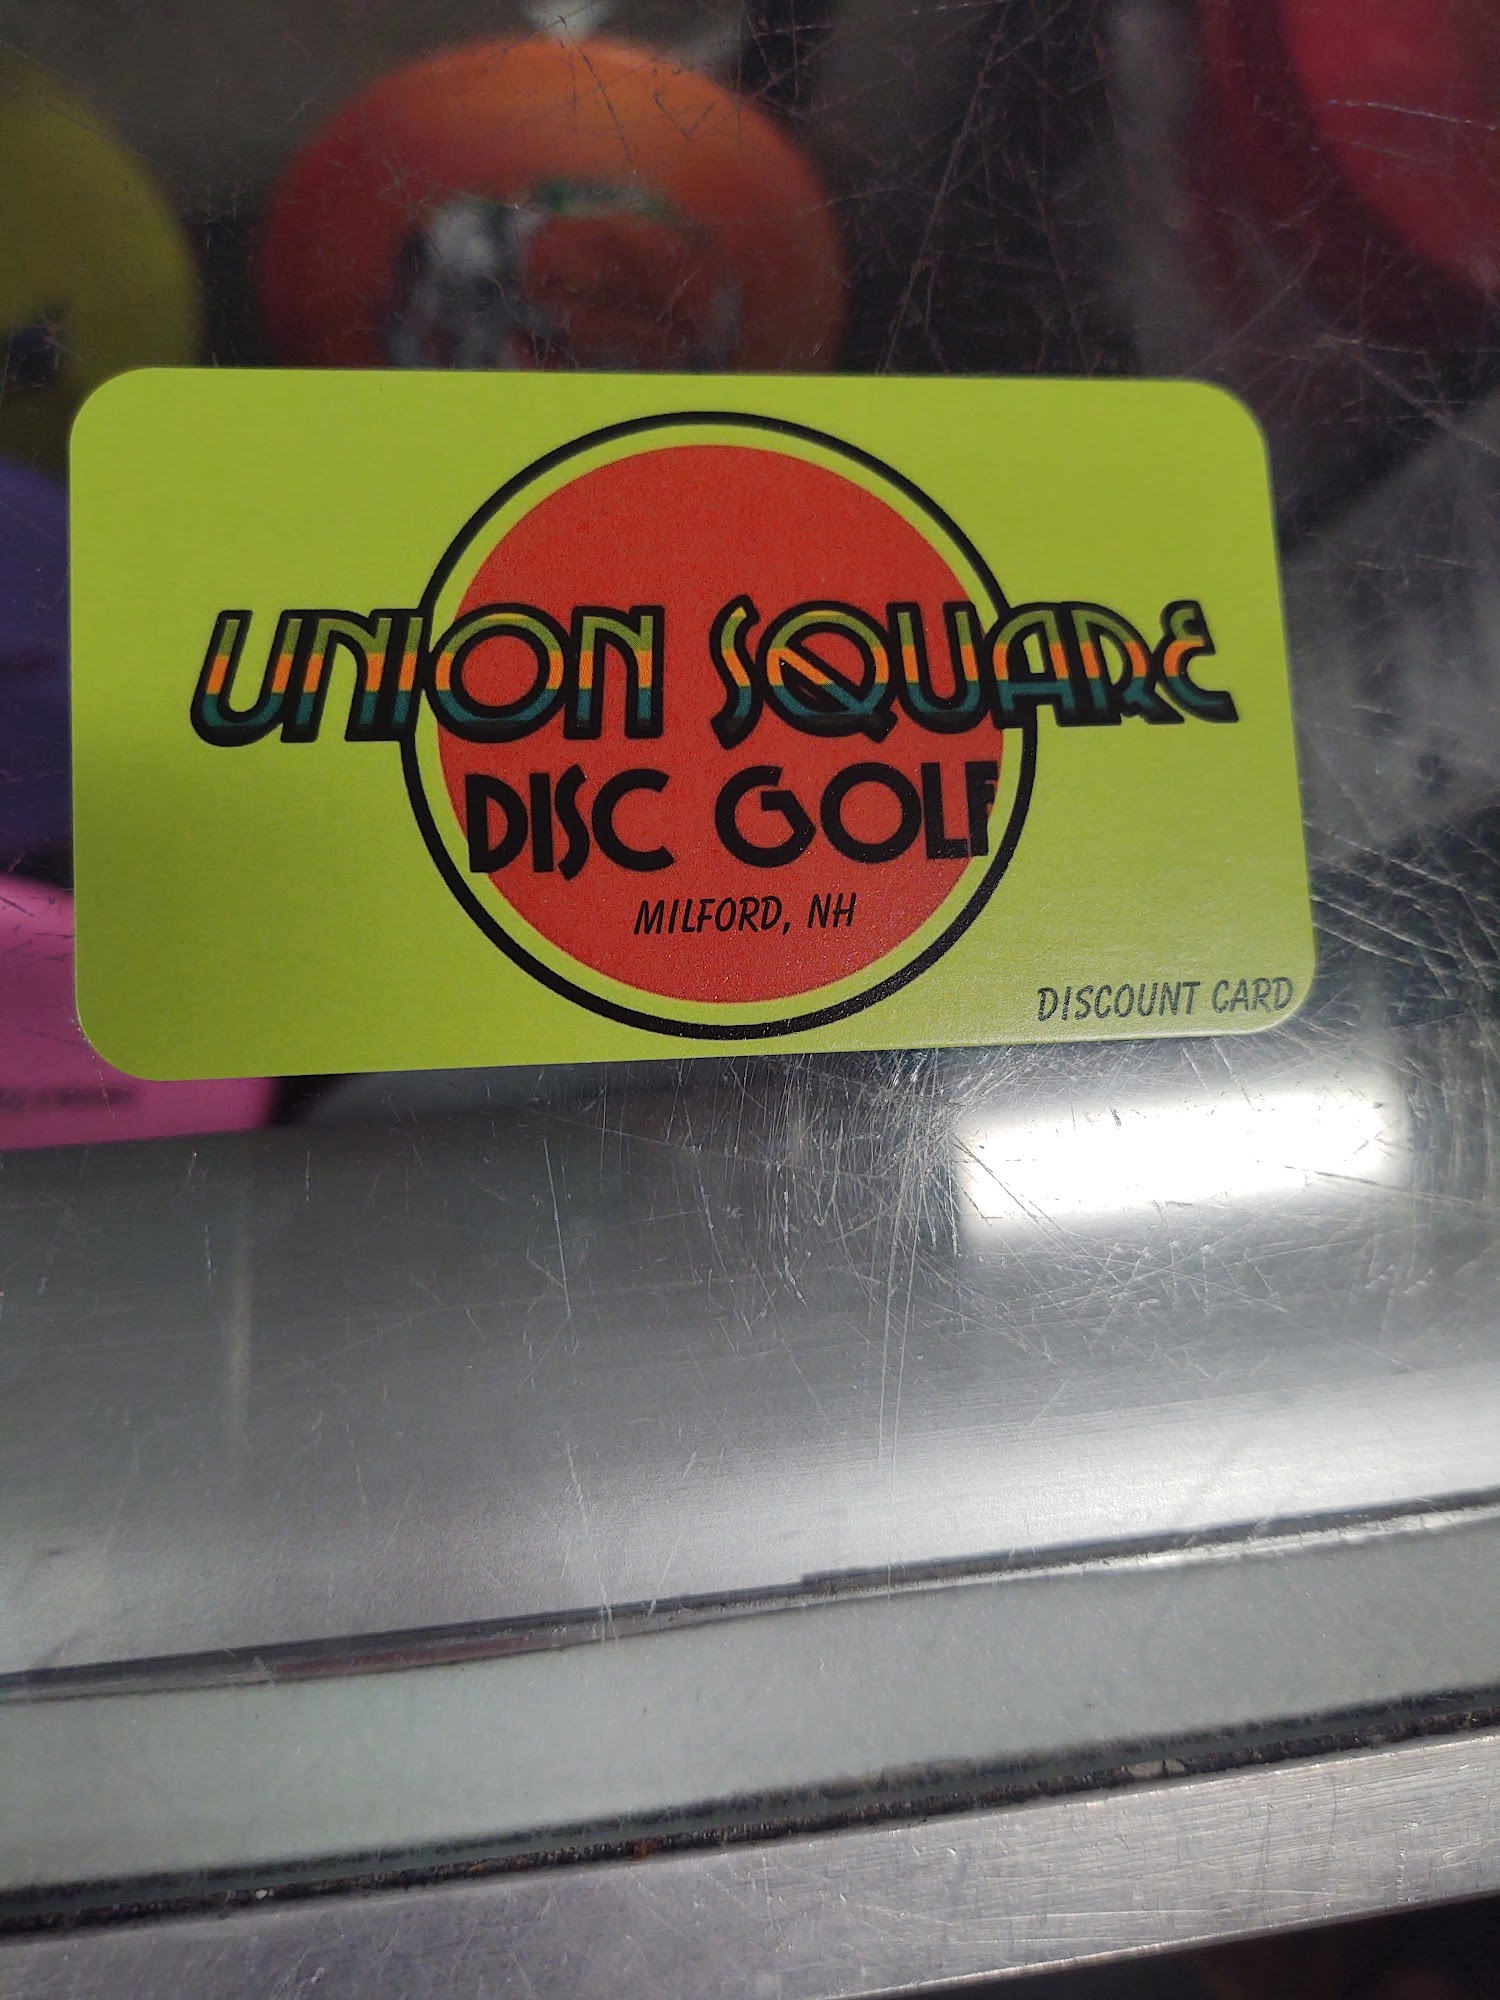 UNION SQUARE
DISC GOLF
MILFORD, NH
DISCOUNT CARD